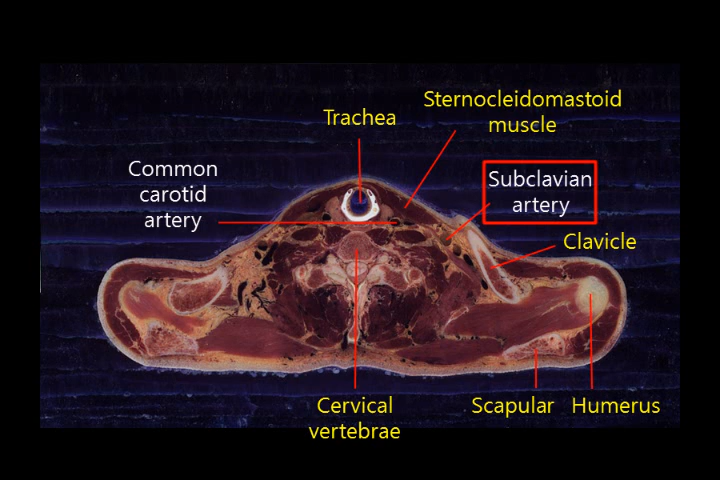 Sternocleidomastoid
muscle
Trachea
Common
carotid
artery
Subclavian
artery
Clavicle
Cervical
vertebrae
Scapular
Humerus